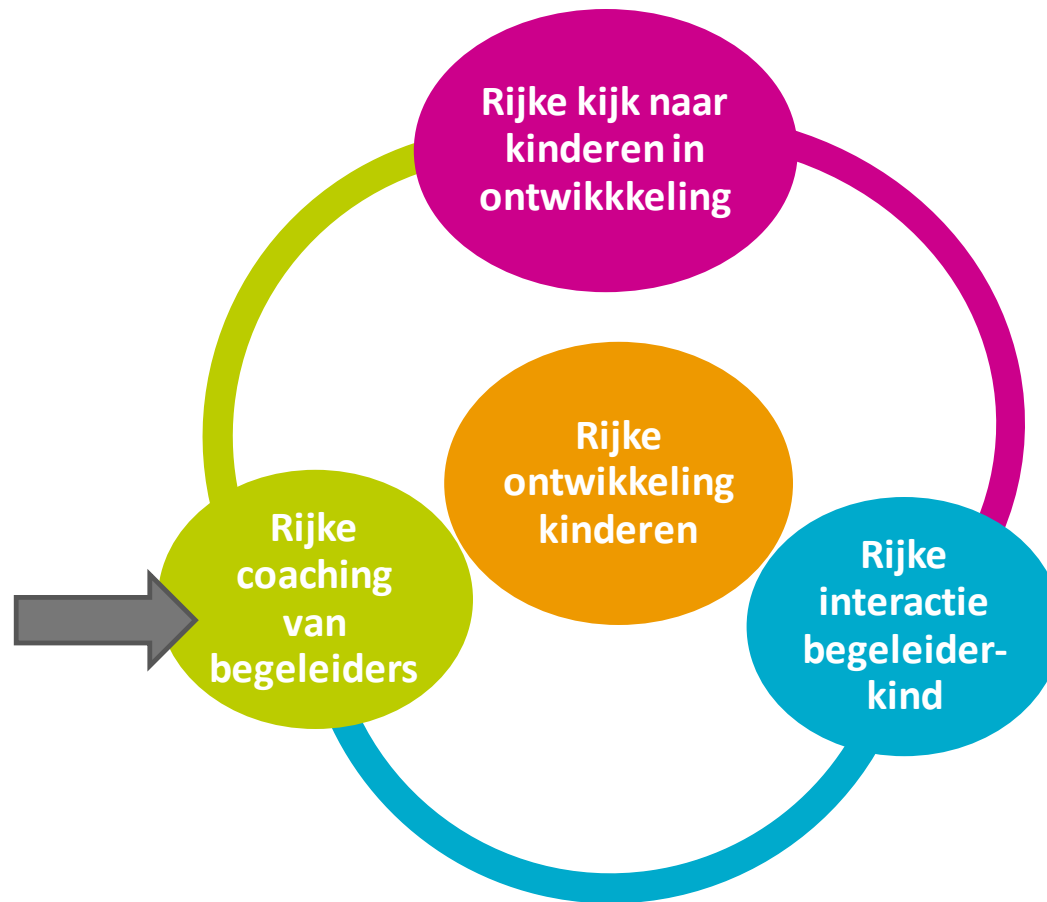 Rijke kijk naar
kinderen in
ontwikkkeling
Rijke
ontwikkeling
kinderen
Rijke
coaching
van
begeleiders
Rijke
interactie
begeleider-
kind